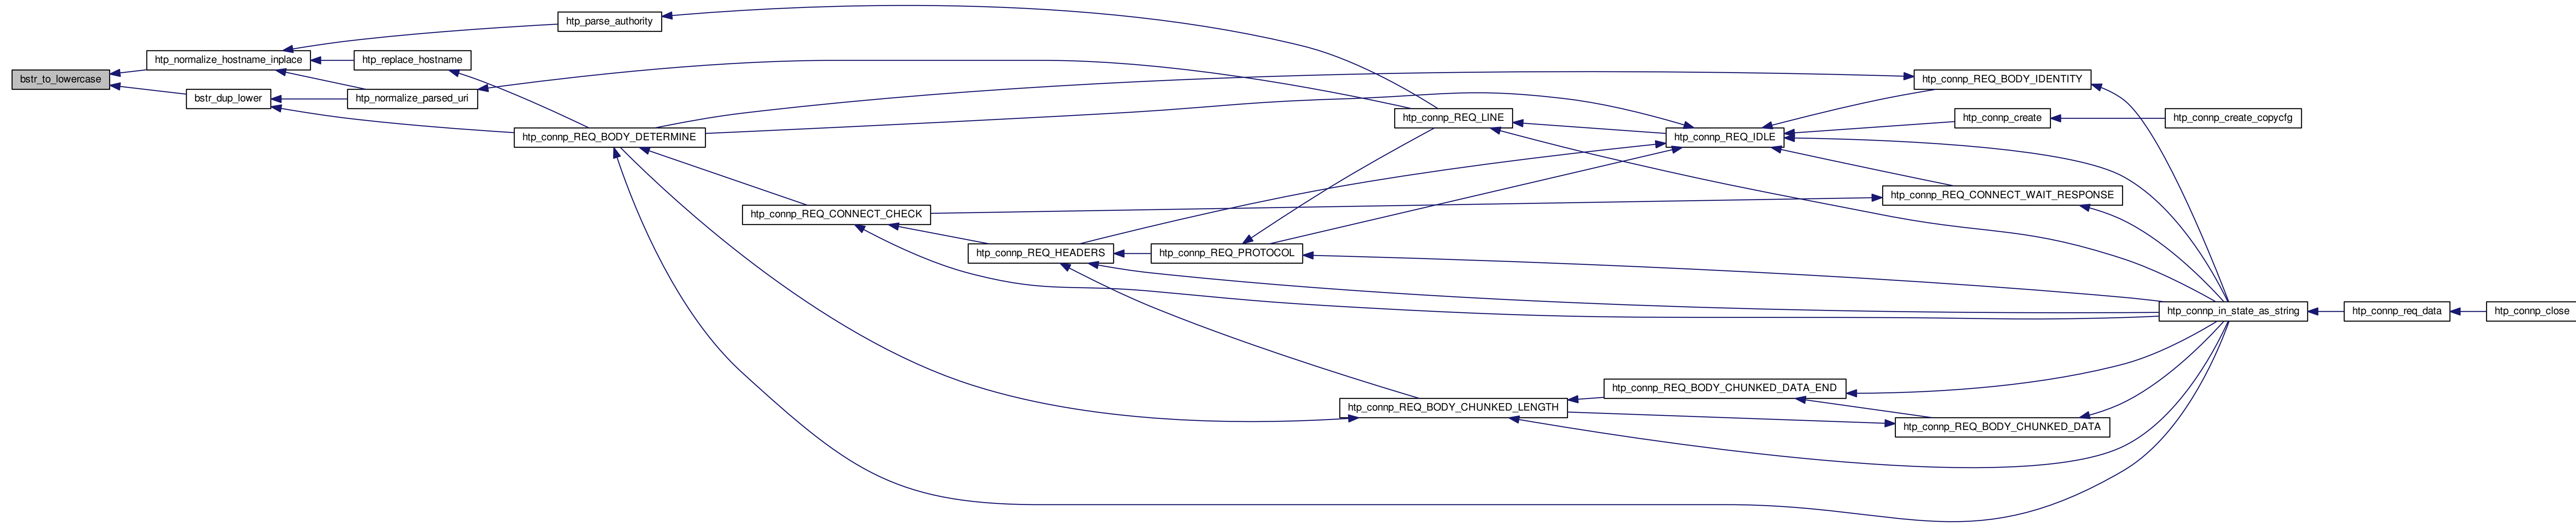 bstr_to_lowercase
htp_normalize_hostname_inplace
bstr_dup_lower
htp_replace_hostname
htp_normalize_parsed_uri
htp_parse_authority
htp_connp_REQ_BODY_DETERMINE
htp_connp_REQ_CONNECT_CHECK
htp_connp_REQ_HEADERS
htp_connp_REQ_PROTOCOL
htp_connp_REQ_LINE
htp_connp_REQ_BODY_CHUNKED_LENGTH
htp_connp_REQ_BODY_CHUNKED_DATA_END
htp_connp_REQ_IDLE
htp_connp_REQ_BODY_IDENTITY
htp_connp_create
htp_connp_REQ_CONNECT_WAIT_RESPONSE
htp_connp_REQ_BODY_CHUNKED_DATA
htp_connp_create_copycfg
htp_connp_in_state_as_string
htp_connp_req_data
htp_connp_close